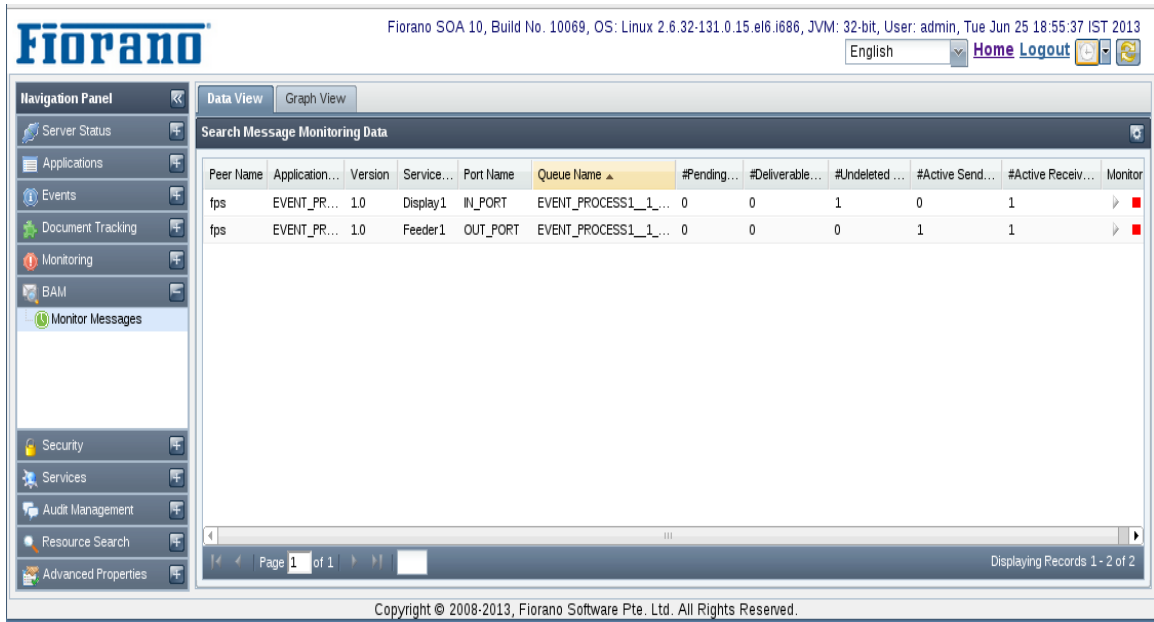 Fiorano
Fiorano SOA 10, Build No. 10069, OS: Linux 2.6.32-131.0.15.el6.i686, JVM: 32-bit, User: admin, Tue Jun 25 18:55:37 IST 2013
English Home Logout
Navigation Panel
Server Status
Applications
Events
Document Tracking
Monitoring
BAM
Monitor Messages
Security
Services
Audit Management
Resource Search
Advanced Properties
Data View Graph View
Search Message Monitoring Data
Peer Name Application... Version Service... Port Name Queue Name #Pending... #Deliverable... #Undeleted ... #Active Send... #Active Receiv... Monitor
fps EVENT_PR... 1.0 Display1 IN_PORT EVENT_PROCESS1__1_... 0 0 1 0 1
fps EVENT_PR... 1.0 Feeder1 OUT_PORT EVENT_PROCESS1__1_... 0 0 0 1 1
Page 1 of 1 Displaying Records 1 - 2 of 2
Copyright © 2008-2013, Fiorano Software Pte. Ltd. All Rights Reserved.